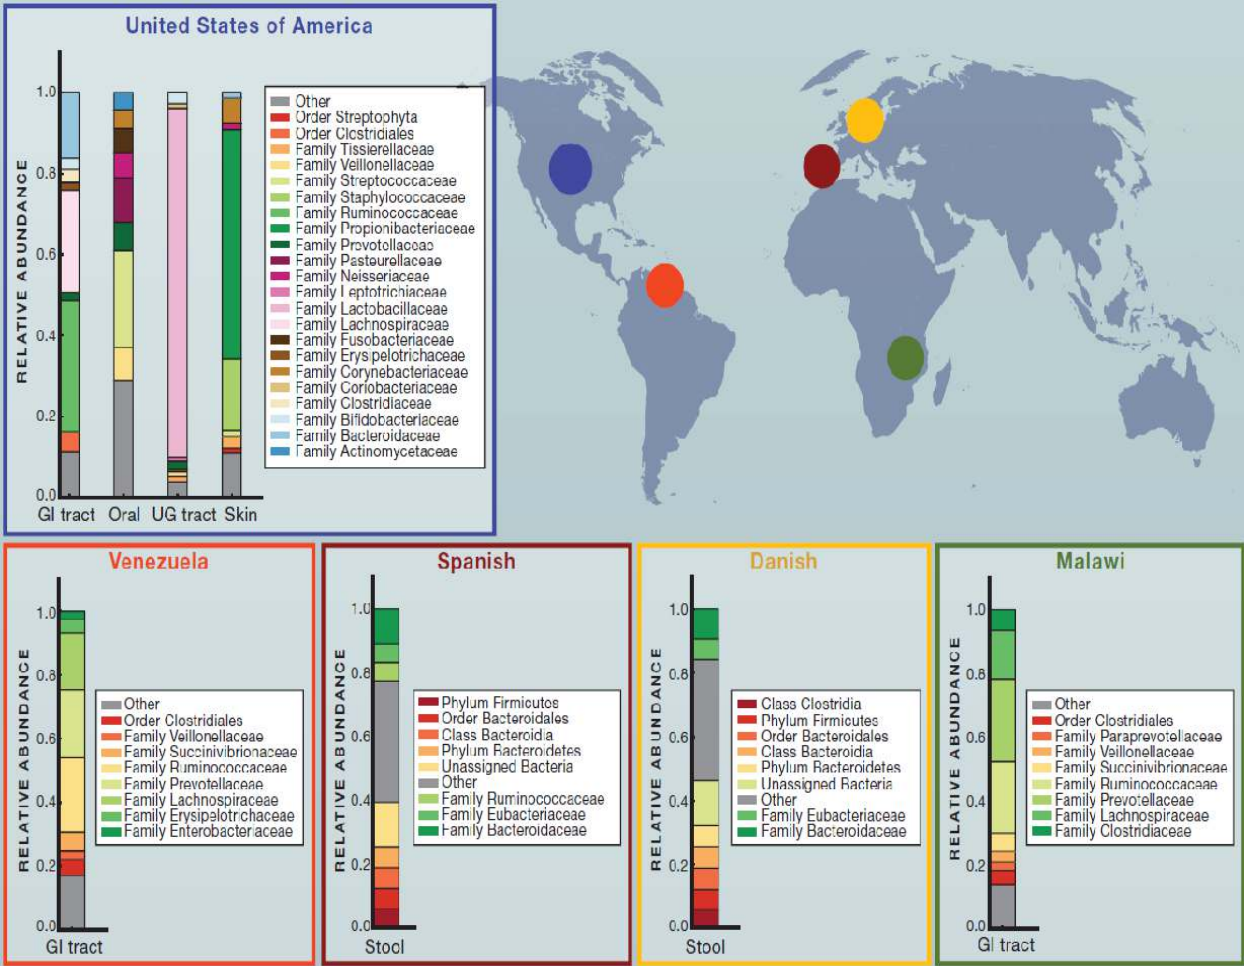 United States of America
RELATIVE ABUNDANCE
1.0
0.8
0.6
0.4
0.2
0.0
GI tract Oral UG tract Skin
Other
Order Streptophyta
Order Clostridiales
Family Tissierellaceae
Family Veillonellaceae
Family Streptococcaceae
Family Staphylococcaceae
Family Ruminococcaceae
Family Propionibacteriaceae
Family Prevotellaceae
Family Pasteurellaceae
Family Neisseriaceae
Family Leptotrichiaceae
Family Lactobacillaceae
Family Lachnospiraceae
Family Fusobacteriaceae
Family Erysipelotrichaceae
Family Corynebacteriaceae
Family Coriobacteriaceae
Family Clostridiaceae
Family Bifidobacteriaceae
Family Bacteroidaceae
Family Actinomycetaceae
Venezuela
RELATIVE ABUNDANCE
1.0
0.8
0.6
0.4
0.2
0.0
GI tract
Other
Order Clostridiales
Family Veillonellaceae
Family Succinivibrionaceae
Family Ruminococcaceae
Family Prevotellaceae
Family Lachnospiraceae
Family Erysipelotrichaceae
Family Enterobacteriaceae
Spanish
RELATIVE ABUNDANCE
1.0
0.8
0.6
0.4
0.2
0.0
Stool
Phylum Firmicutes
Order Bacteroidales
Class Bacteroidia
Phylum Bacteroidetes
Unassigned Bacteria
Other
Family Ruminococcaceae
Family Eubacteriaceae
Family Bacteroidaceae
Danish
RELATIVE ABUNDANCE
1.0
0.8
0.6
0.4
0.2
0.0
Stool
Class Clostridia
Phylum Firmicutes
Order Bacteroidales
Class Bacteroidia
Phylum Bacteroidetes
Unassigned Bacteria
Other
Family Eubacteriaceae
Family Bacteroidaceae
Malawi
RELATIVE ABUNDANCE
1.0
0.8
0.6
0.4
0.2
0.0
GI tract
Other
Order Clostridiales
Family Paraprevotellaceae
Family Veillonellaceae
Family Succinivibrionaceae
Family Ruminococcaceae
Family Prevotellaceae
Family Lachnospiraceae
Family Clostridiaceae